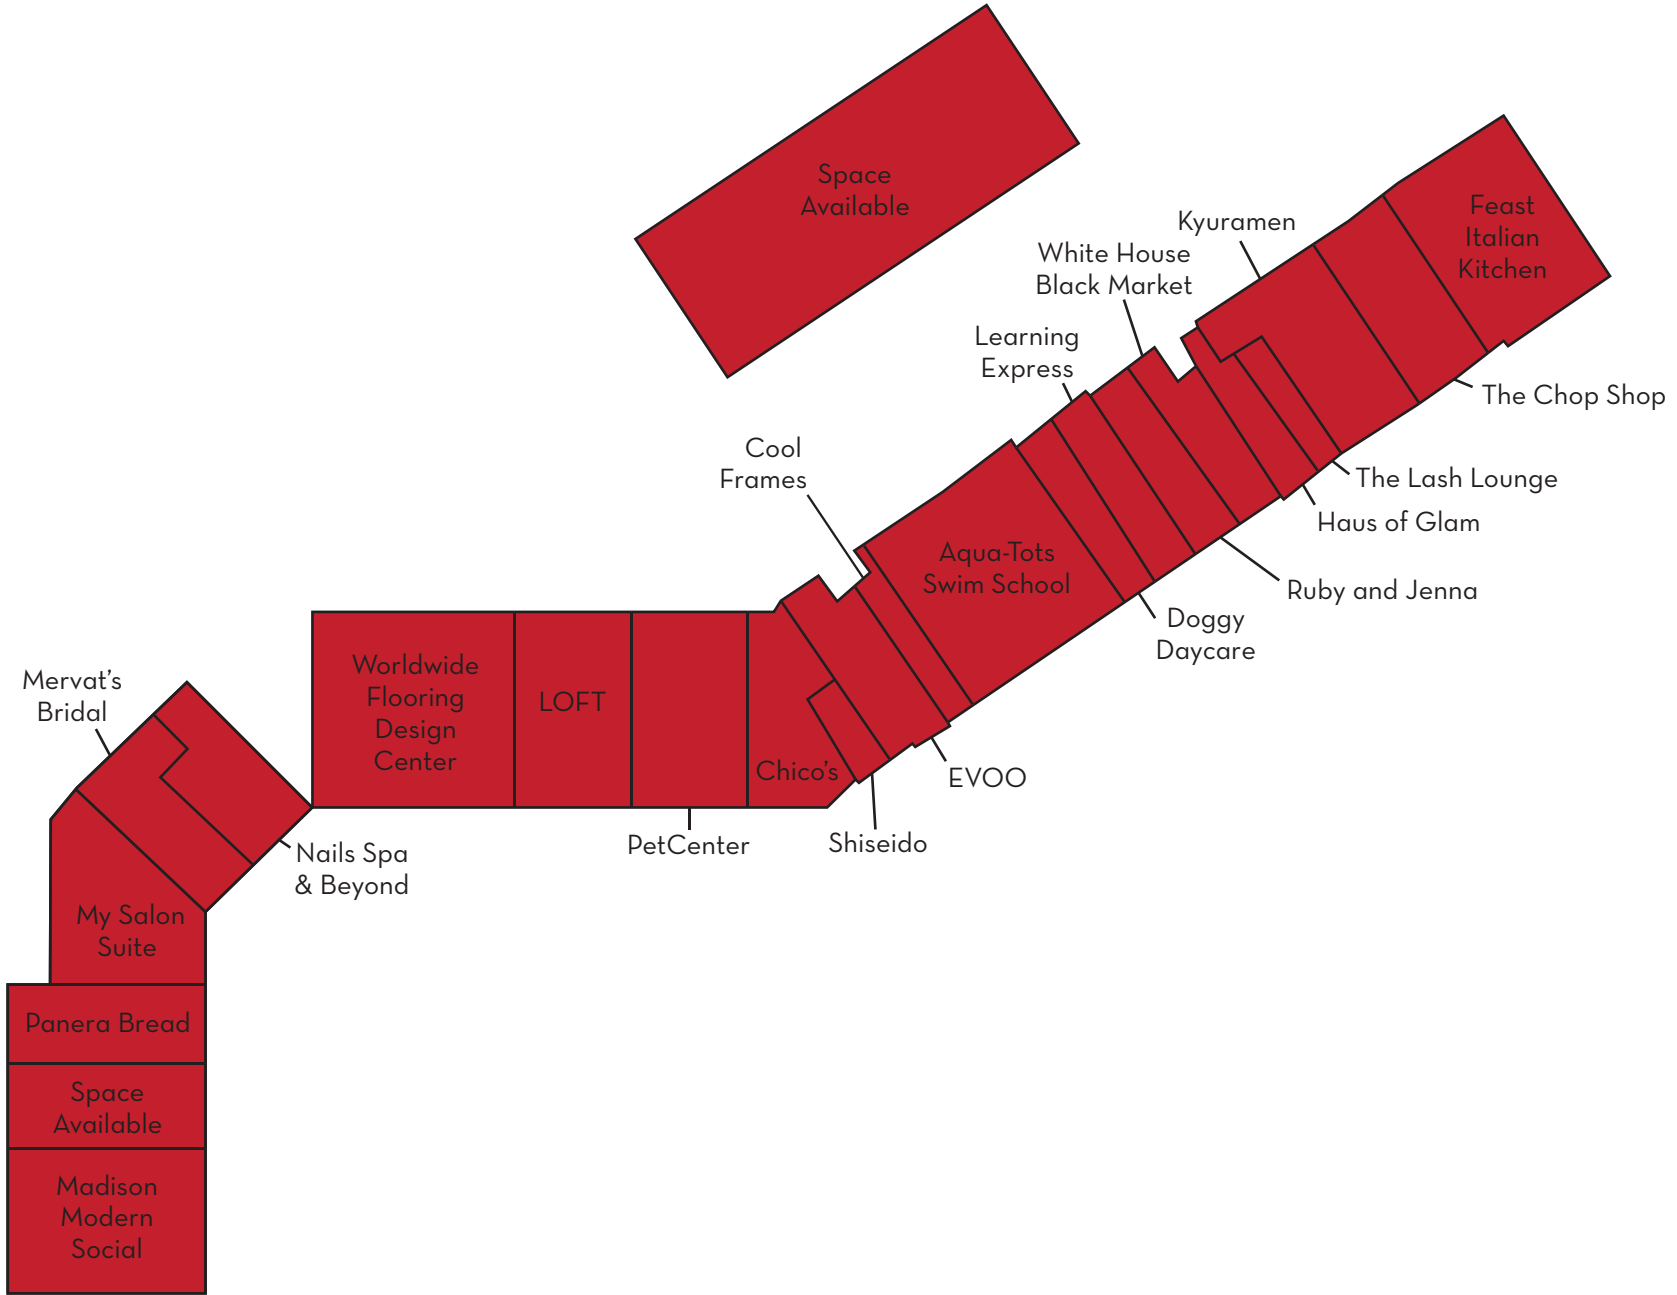 Space
Available
Feast
Italian
Kitchen
Kyuramen
White House
Black Market
Learning
Express
The Chop Shop
Cool
Frames
The Lash Lounge
Haus of Glam
Aqua-Tots
Swim School
Ruby and Jenna
Doggy
Daycare
Worldwide
Flooring
Design
Center
LOFT
Mervat's
Bridal
Chico's
EVOO
PetCenter
Shiseido
Nails Spa
& Beyond
My Salon
Suite
Panera Bread
Space
Available
Madison
Modern
Social